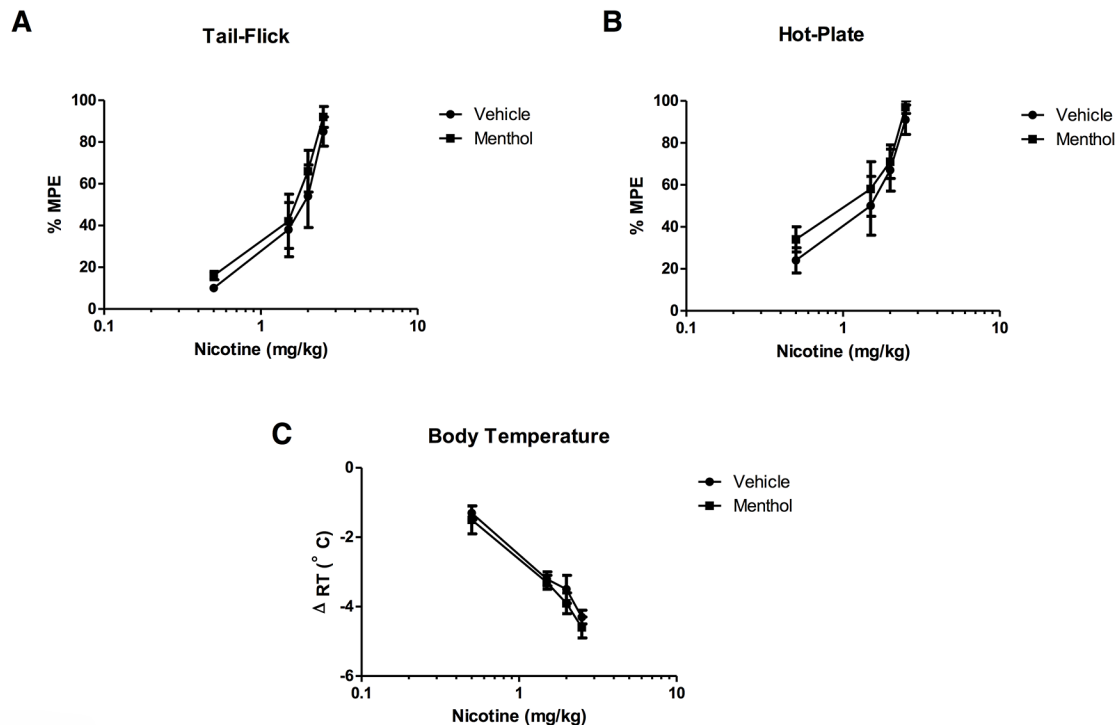 A
Tail-Flick
100
80
60
40
20
0
% MPE
0.1
1
10
Nicotine (mg/kg)
Vehicle
Menthol
B
Hot-Plate
100
80
60
40
20
0
% MPE
0.1
1
10
Nicotine (mg/kg)
Vehicle
Menthol
C
Body Temperature
0
-2
-4
-6
Δ RT (° C)
0.1
1
10
Nicotine (mg/kg)
Vehicle
Menthol